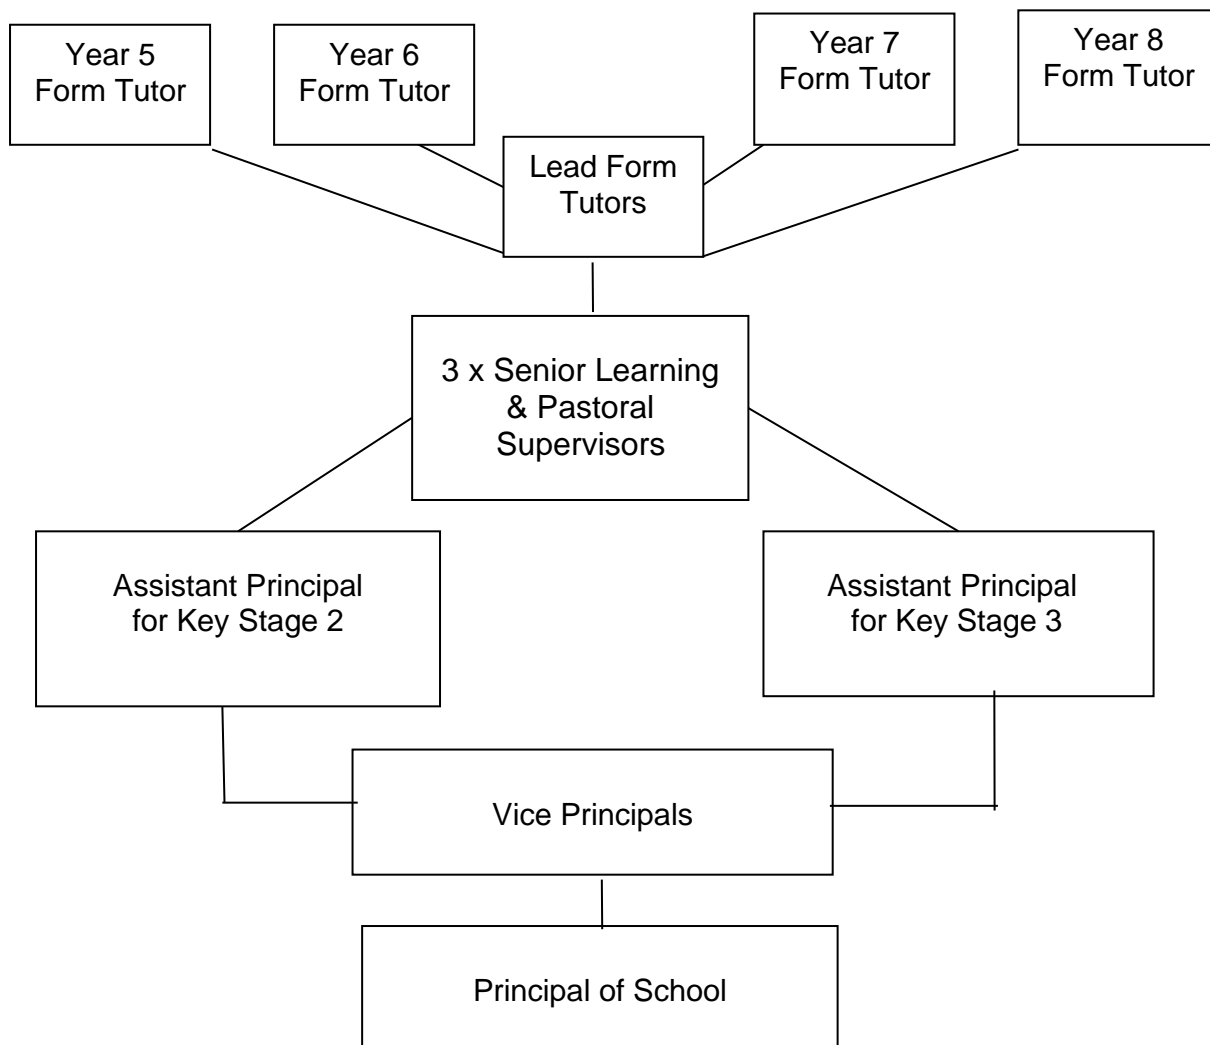 Year 5
Form Tutor
Year 6
Form Tutor
Year 7
Form Tutor
Year 8
Form Tutor
Lead Form
Tutors
3 x Senior Learning
& Pastoral
Supervisors
Assistant Principal
for Key Stage 2
Assistant Principal
for Key Stage 3
Vice Principals
Principal of School